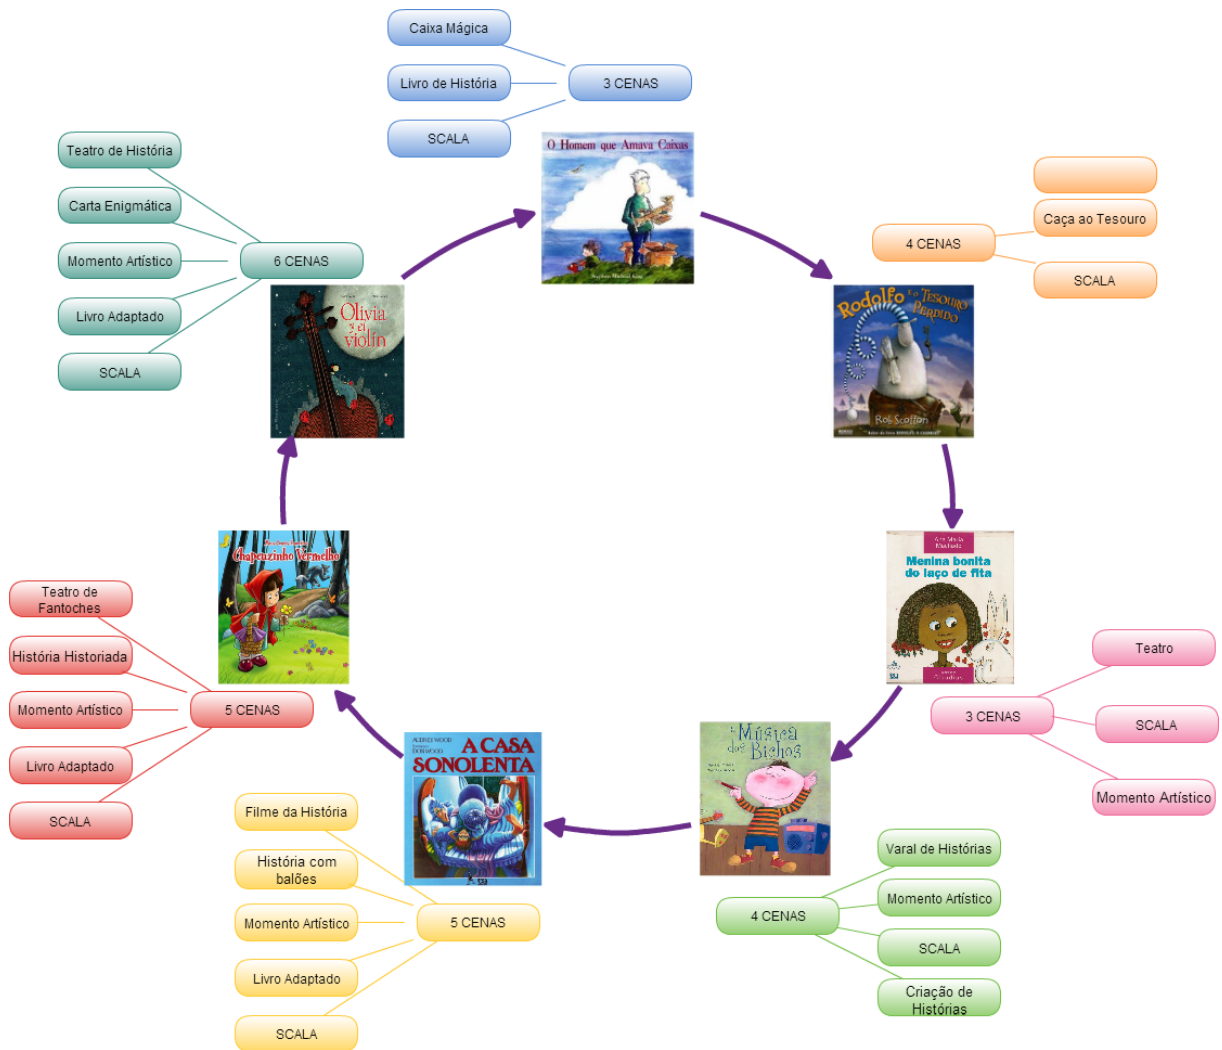 Caixa Mágica
Livro de História
SCALA
3 CENAS
O Homem que Amava Caixas
Caça ao Tesouro
SCALA
4 CENAS
Rodolfo e o Tesouro
Perdido
Rob Scotton
Ana Maria
Machado
Menina bonita
do laço de fita
Teatro
SCALA
Momento Artístico
3 CENAS
A Música
dos Bichos
Varal de Histórias
Momento Artístico
SCALA
Criação de
Histórias
4 CENAS
AUDREY WOOD
DON WOOD
A CASA
SONOLENTA
Filme da História
História com
balões
Momento Artístico
Livro Adaptado
SCALA
5 CENAS
Chapeuzinho Vermelho
Teatro de
Fantoches
História Historiada
Momento Artístico
Livro Adaptado
SCALA
5 CENAS
Olivia
y el
violín
Teatro de História
Carta Enigmática
Momento Artístico
Livro Adaptado
SCALA
6 CENAS